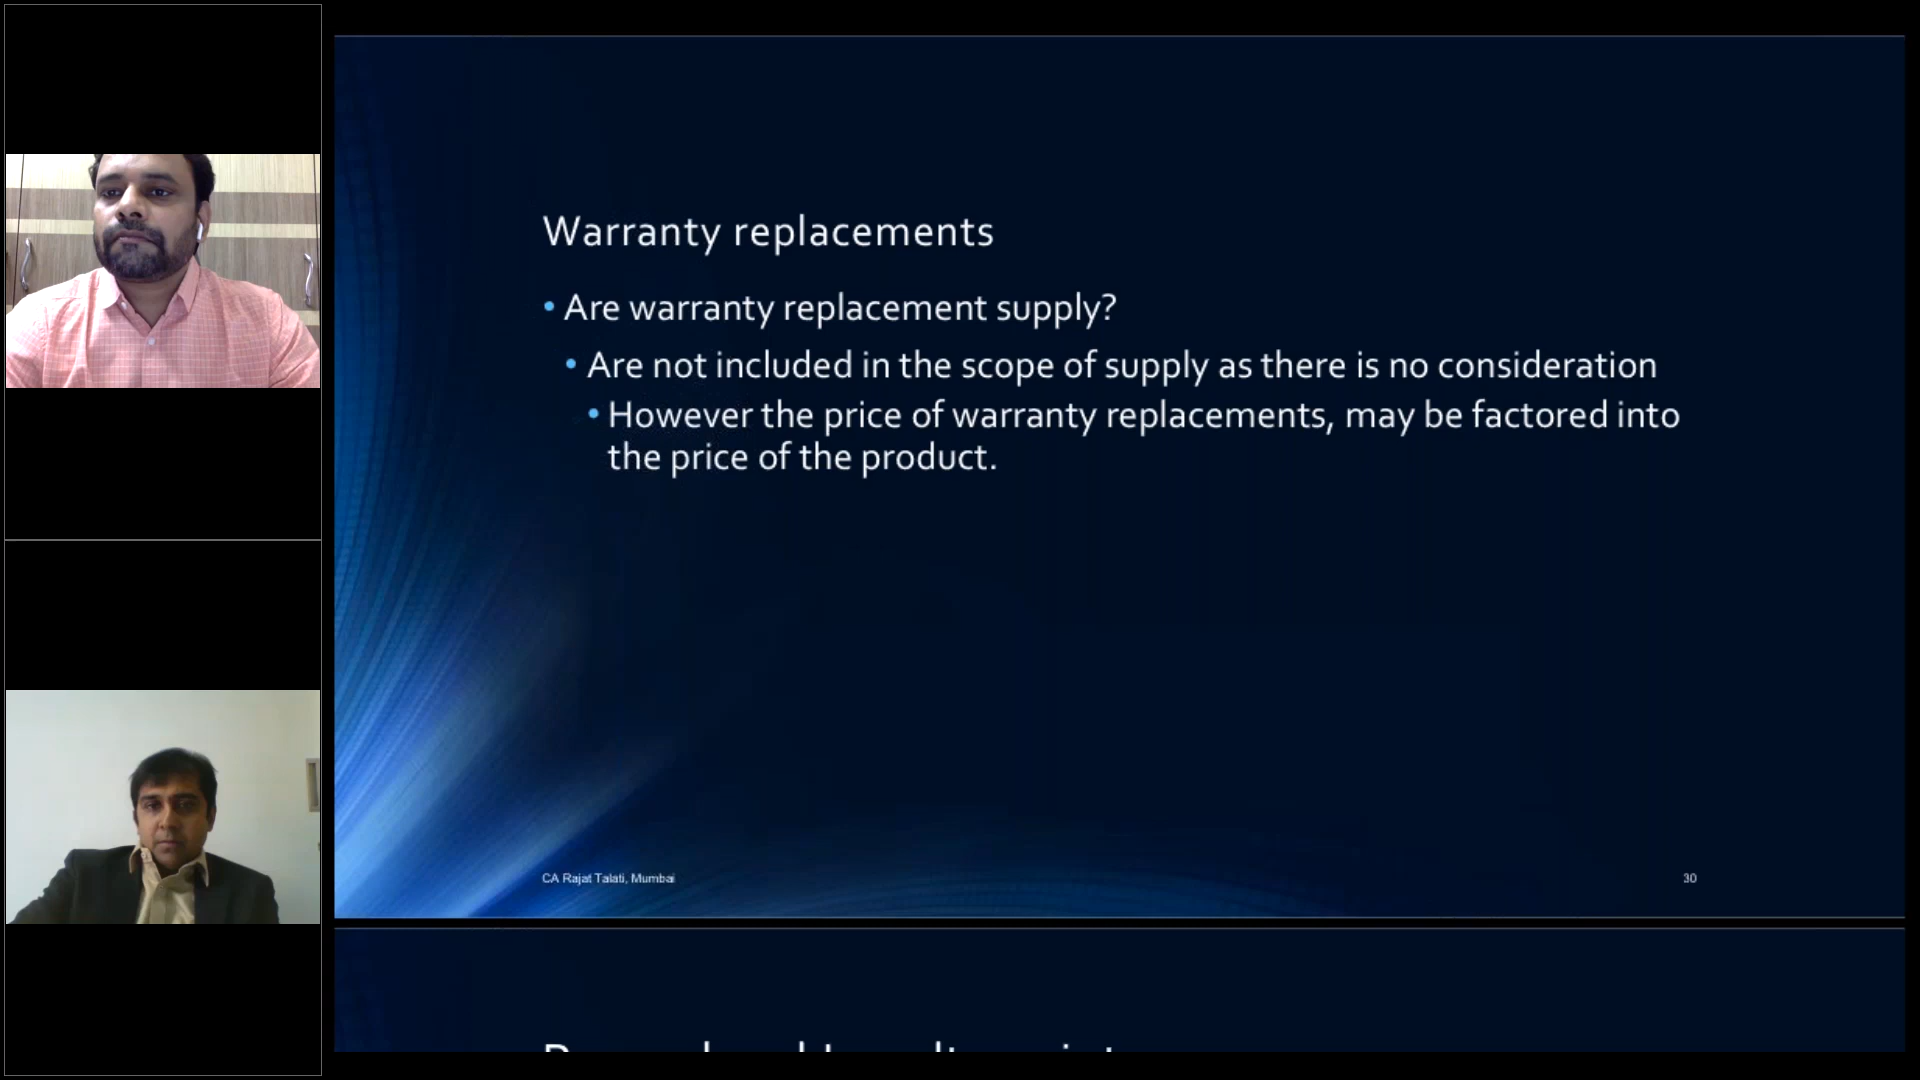 Warranty replacements
• Are warranty replacement supply?
• Are not included in the scope of supply as there is no consideration
• However the price of warranty replacements, may be factored into
the price of the product.
CA Rajat Talati, Mumbai
30